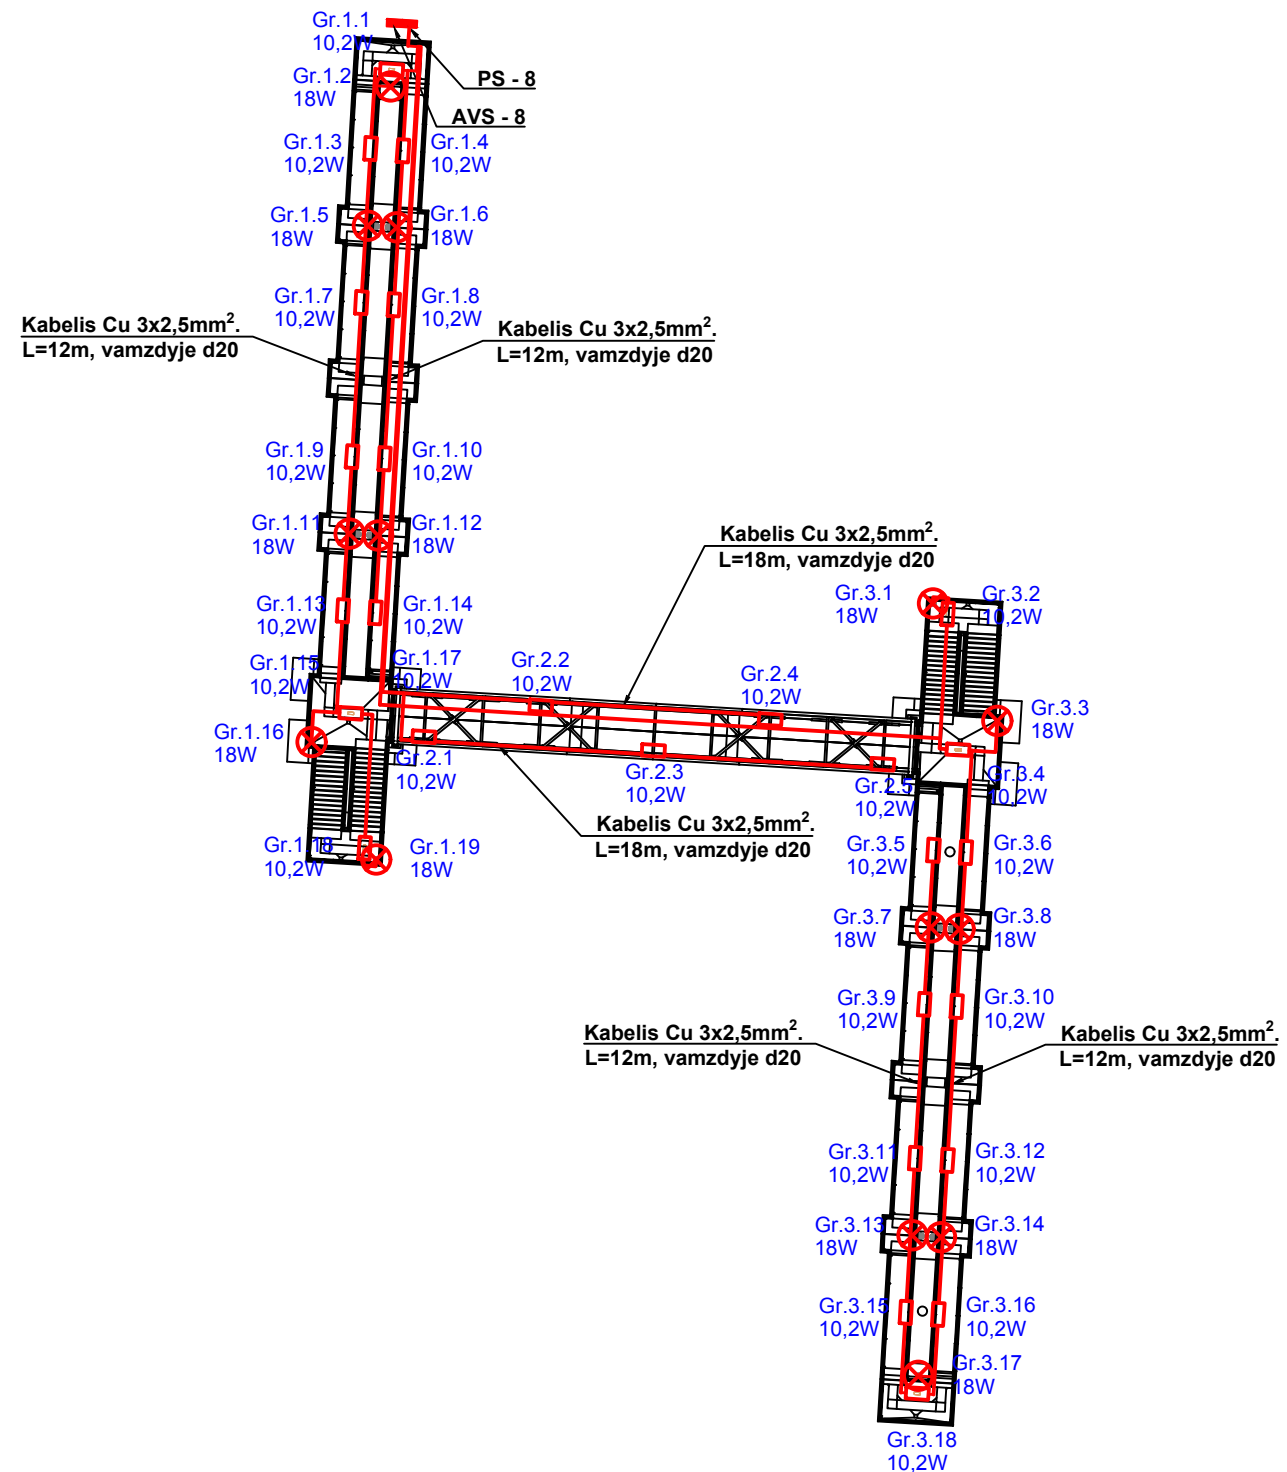 Gr.1.1
10,2W
PS - 8
Gr.1.2
18W
AVS - 8
Gr.1.3
10,2W
Gr.1.4
10,2W
Gr.1.5
18W
Gr.1.6
18W
Gr.1.7
10,2W
Gr.1.8
10,2W
Kabelis Cu 3x2,5mm².
L=12m, vamzdyje d20
Kabelis Cu 3x2,5mm².
L=12m, vamzdyje d20
Gr.1.9
10,2W
Gr.1.10
10,2W
Gr.1.11
18W
Gr.1.12
18W
Kabelis Cu 3x2,5mm².
L=18m, vamzdyje d20
Gr.1.13
10,2W
Gr.1.14
10,2W
Gr.3.1
18W
Gr.3.2
10,2W
Gr.1.15
10,2W
Gr.1.17
10,2W
Gr.2.2
10,2W
Gr.2.4
10,2W
Gr.3.3
18W
Gr.1.16
18W
Gr.2.1
10,2W
Gr.2.3
10,2W
Gr.2.5
10,2W
Gr.3.4
10,2W
Kabelis Cu 3x2,5mm².
L=18m, vamzdyje d20
Gr.1.18
10,2W
Gr.1.19
18W
Gr.3.5
10,2W
Gr.3.6
10,2W
Gr.3.7
18W
Gr.3.8
18W
Gr.3.9
10,2W
Gr.3.10
10,2W
Kabelis Cu 3x2,5mm².
L=12m, vamzdyje d20
Kabelis Cu 3x2,5mm².
L=12m, vamzdyje d20
Gr.3.11
10,2W
Gr.3.12
10,2W
Gr.3.13
18W
Gr.3.14
18W
Gr.3.15
10,2W
Gr.3.16
10,2W
Gr.3.17
18W
Gr.3.18
10,2W